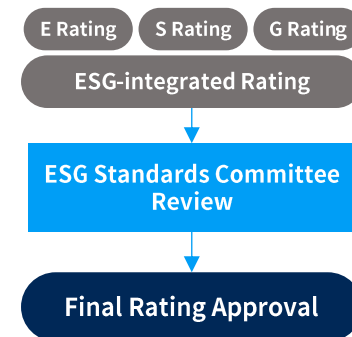 E Rating S Rating G Rating
ESG-integrated Rating
ESG Standards Committee
Review
Final Rating Approval